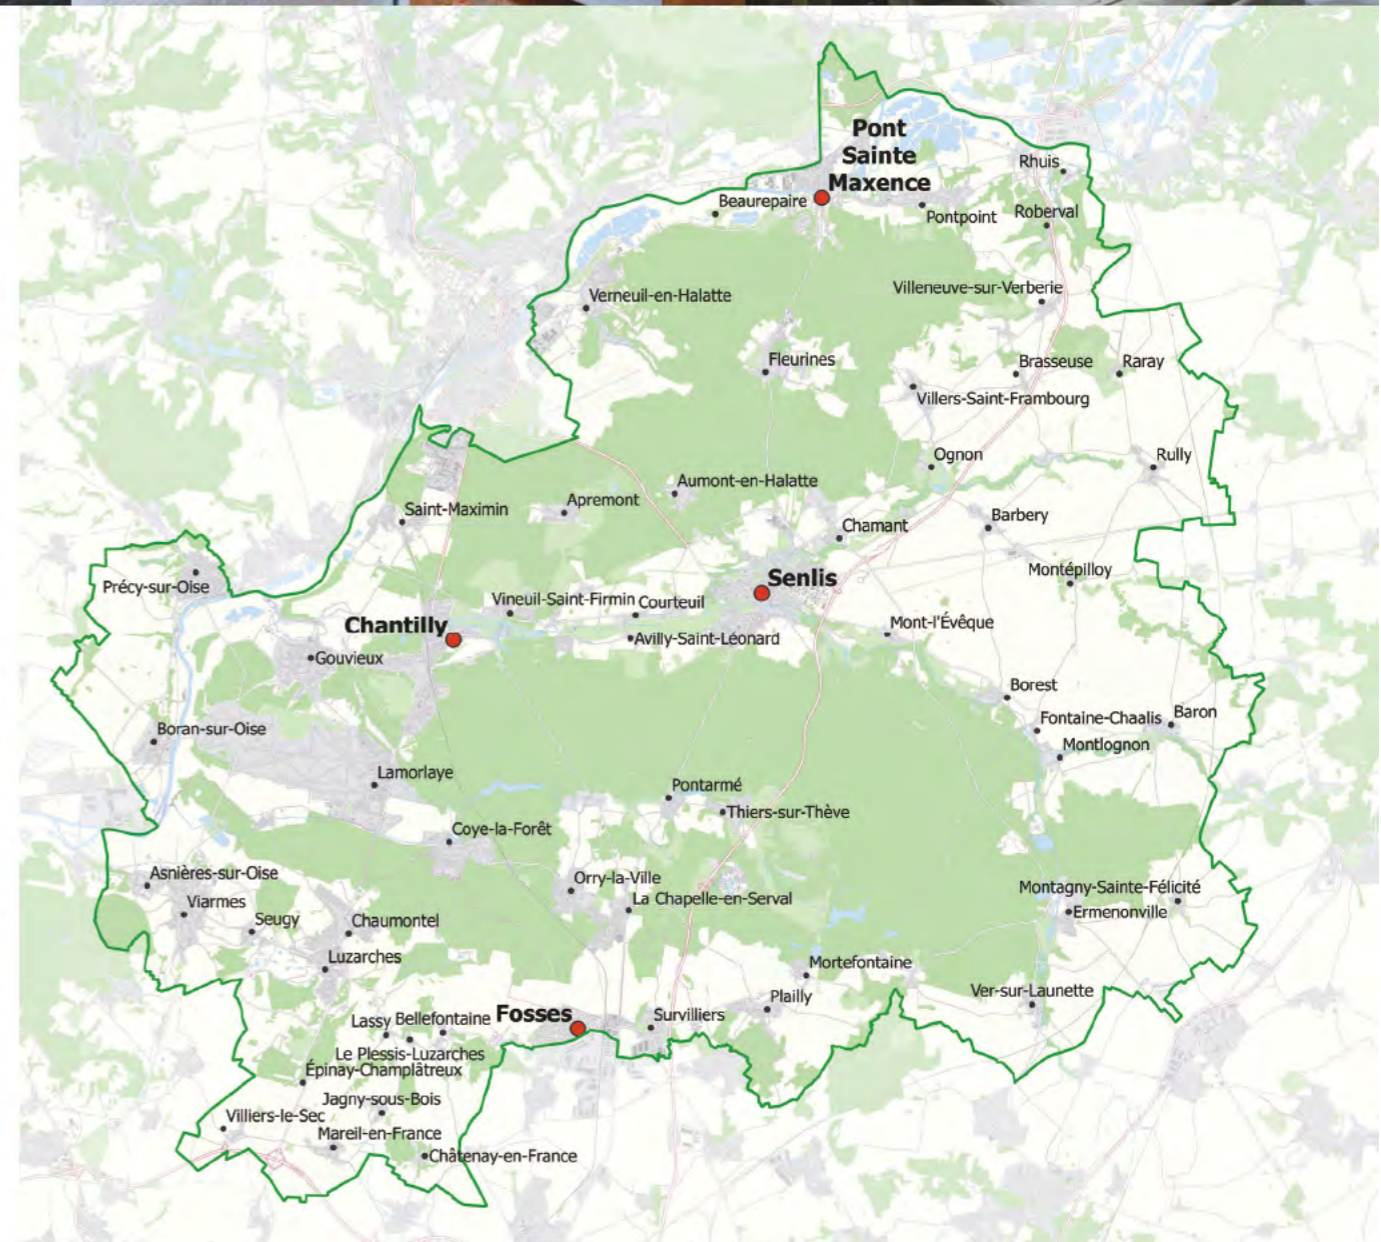 Pont
Sainte
Maxence
Rhuis
Beaurepaire
Pontpoint
Roberval
Villeneuve-sur-Verberie
Verneuil-en-Halatte
Fleurines
Brasseuse
Raray
Villers-Saint-Frambourg
Ognon
Rully
Aumont-en-Halatte
Apremont
Saint-Maximin
Barbery
Chamant
Montépilloy
Senlis
Précy-sur-Oise
Vineuil-Saint-Firmin
Courteuil
Chantilly
Avilly-Saint-Léonard
Mont-l'Évêque
Gouvieux
Borest
Fontaine-Chaalis
Baron
Boran-sur-Oise
Montlognon
Lamorlaye
Pontarmé
Thiers-sur-Thève
Coye-la-Forêt
Asnières-sur-Oise
Orry-la-Ville
Montagny-Sainte-Félicité
Viarmes
La Chapelle-en-Serval
Ermenonville
Seugy
Chaumontel
Luzarches
Mortefontaine
Ver-sur-Launette
Plailly
Fosses
Survilliers
Lassy
Bellefontaine
Le Plessis-Luzarches
Épinay-Champlâtreux
Jagny-sous-Bois
Villiers-le-Sec
Mareil-en-France
Châtenay-en-France